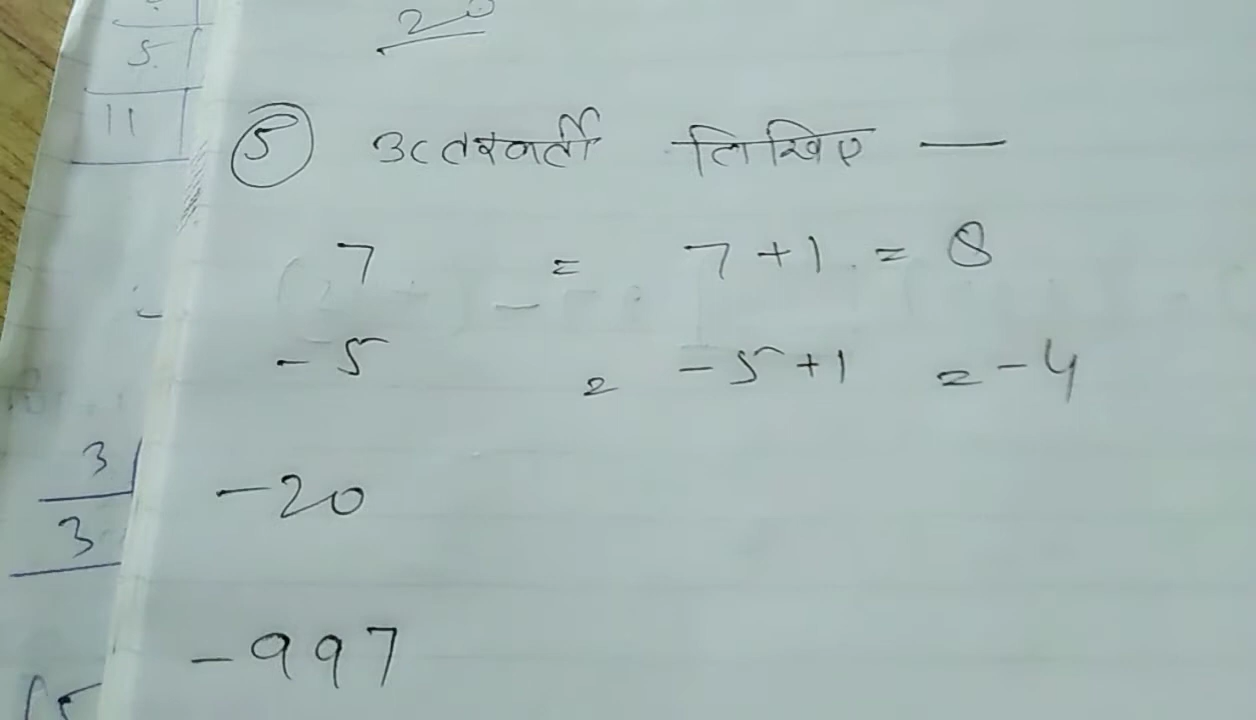 20
5
11
⑤ उत्तरवर्ती लिखिए —
7 = 7 + 1 = 8
- 5 = - 5 + 1 = - 4
3
- 20
3
- 997